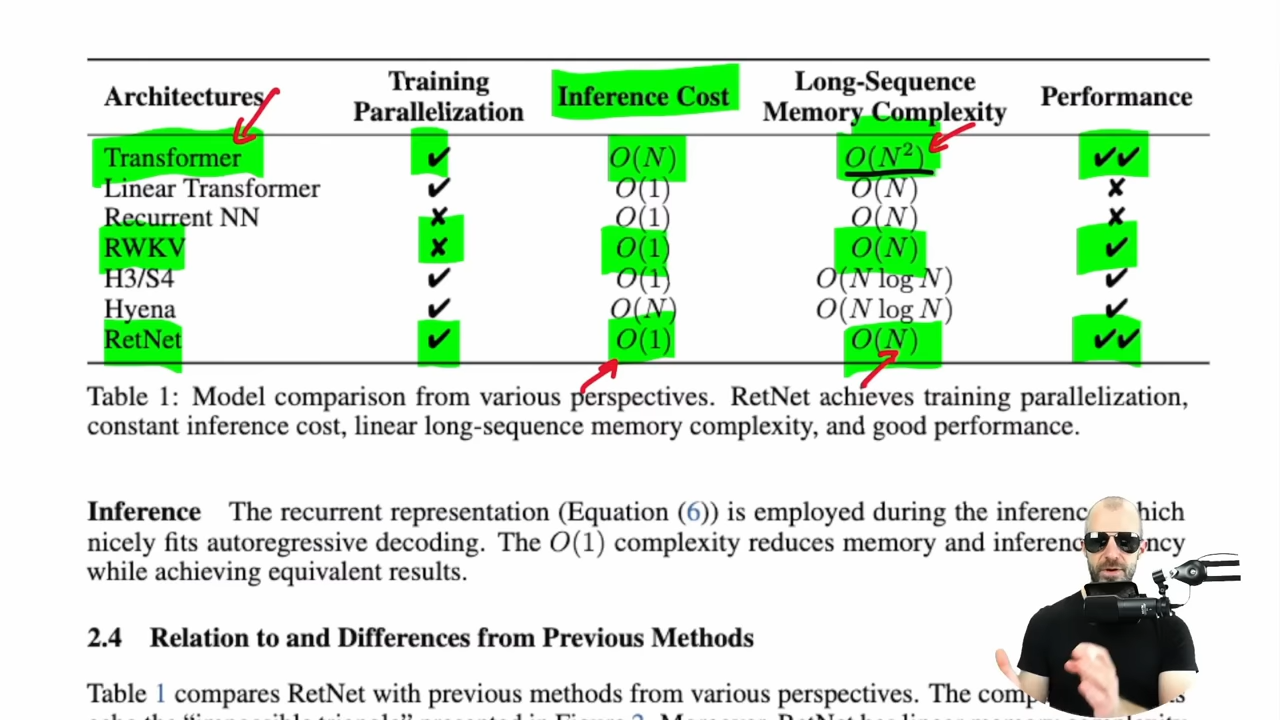 Architectures Training Parallelization Inference Cost Long-Sequence Memory Complexity Performance
Transformer ✔ O(N) O(N²) ✔✔
Linear Transformer ✔ O(1) O(N) ✘
Recurrent NN ✘ O(1) O(N) ✘
RWKV ✘ O(1) O(N) ✔
H3/S4 ✔ O(1) O(N log N) ✔
Hyena ✔ O(N) O(N log N) ✔
RetNet ✔ O(1) O(N) ✔✔
Table 1: Model comparison from various perspectives. RetNet achieves training parallelization,
constant inference cost, linear long-sequence memory complexity, and good performance.
Inference The recurrent representation (Equation (6)) is employed during the
nicely fits autoregressive decoding. The O(1) complexity reduces memory and
while achieving equivalent results.
2.4 Relation to and Differences from Previous Methods
Table 1 compares RetNet with previous methods from various perspectives. The